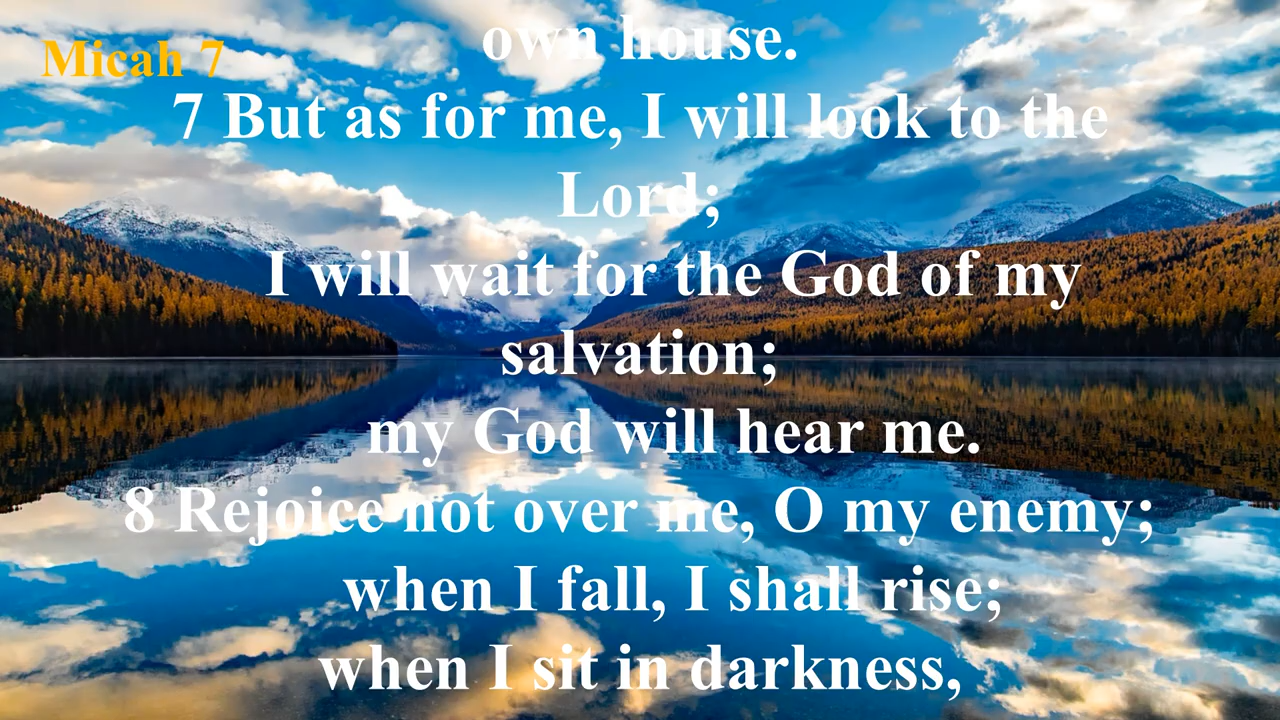 Micah 7
own house.
7 But as for me, I will look to the
Lord;
I will wait for the God of my
salvation;
my God will hear me.
8 Rejoice not over me, O my enemy;
when I fall, I shall rise;
when I sit in darkness,